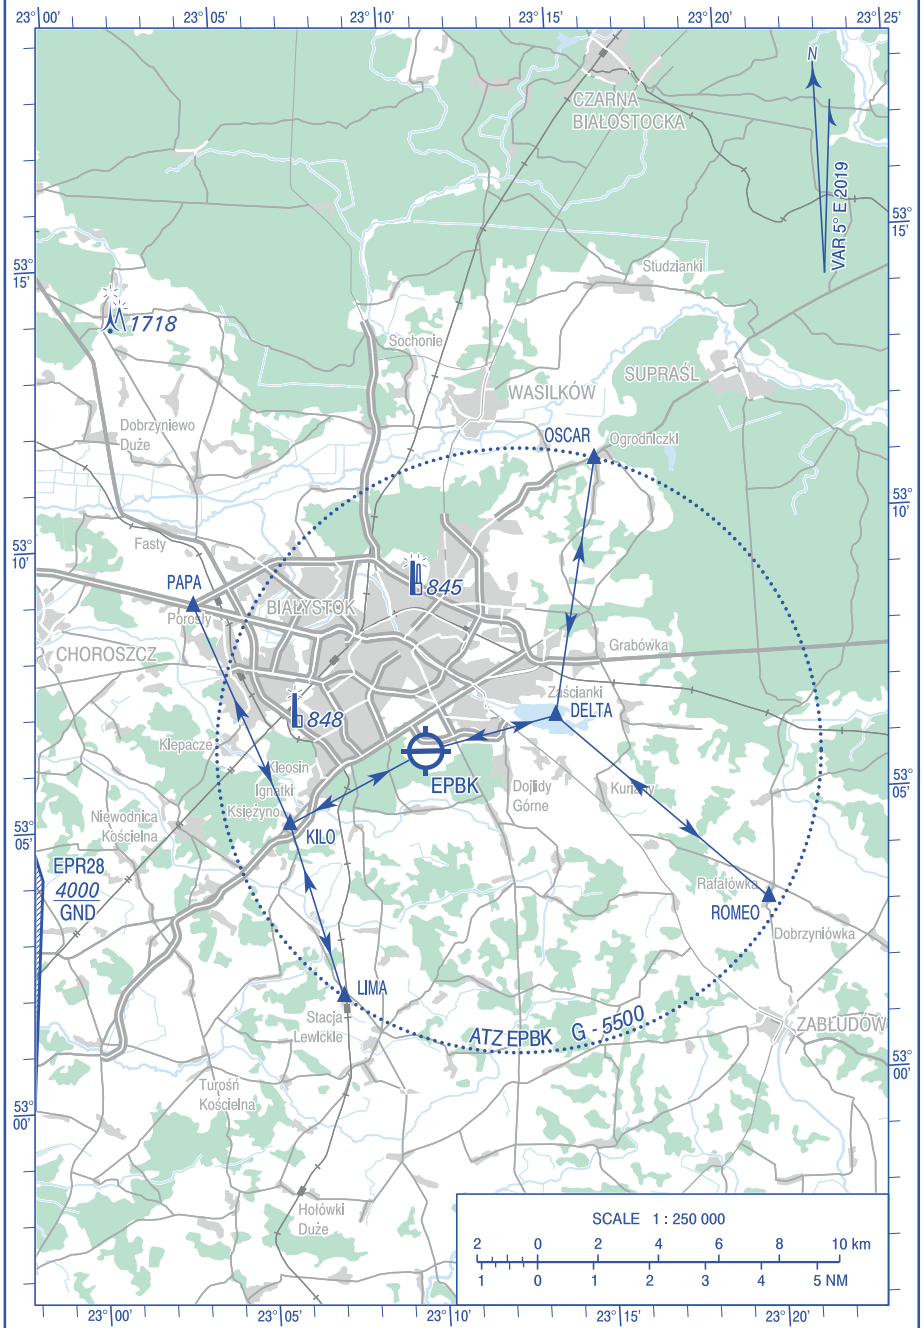 23° 00'
23° 05'
23° 10'
23° 15'
23° 20'
23° 25'
N
VAR 5° E 2019
CZARNA
BIAŁOSTOCKA
53°
15'
53°
15'
Studzianki
1718
Sochonie
SUPRAŚL
WASILKÓW
Dobrzyniewo
Duże
OSCAR
Ogrodniczki
53°
10'
Fasty
53°
10'
PAPA
845
BIAŁYSTOK
Porosły
CHOROSZCZ
Grabówka
Zaścianki
DELTA
848
Klepacze
Kleosin
EPBK
Dojlidy
Górne
Kuriany
53°
05'
Ignatki
Księżyno
Niewodnica
Kościelna
KILO
53°
05'
EPR28
4000
GND
Rafałówka
ROMEO
Dobrzyniówka
LIMA
Stacja
Lewickie
ATZ EPBK G - 5500
ZABŁUDÓW
53°
00'
Turośń
Kościelna
53°
00'
Hołówki
Duże
SCALE 1 : 250 000
2 0 2 4 6 8 10 km
1 0 1 2 3 4 5 NM
23° 00'
23° 05'
23° 10'
23° 15'
23° 20'